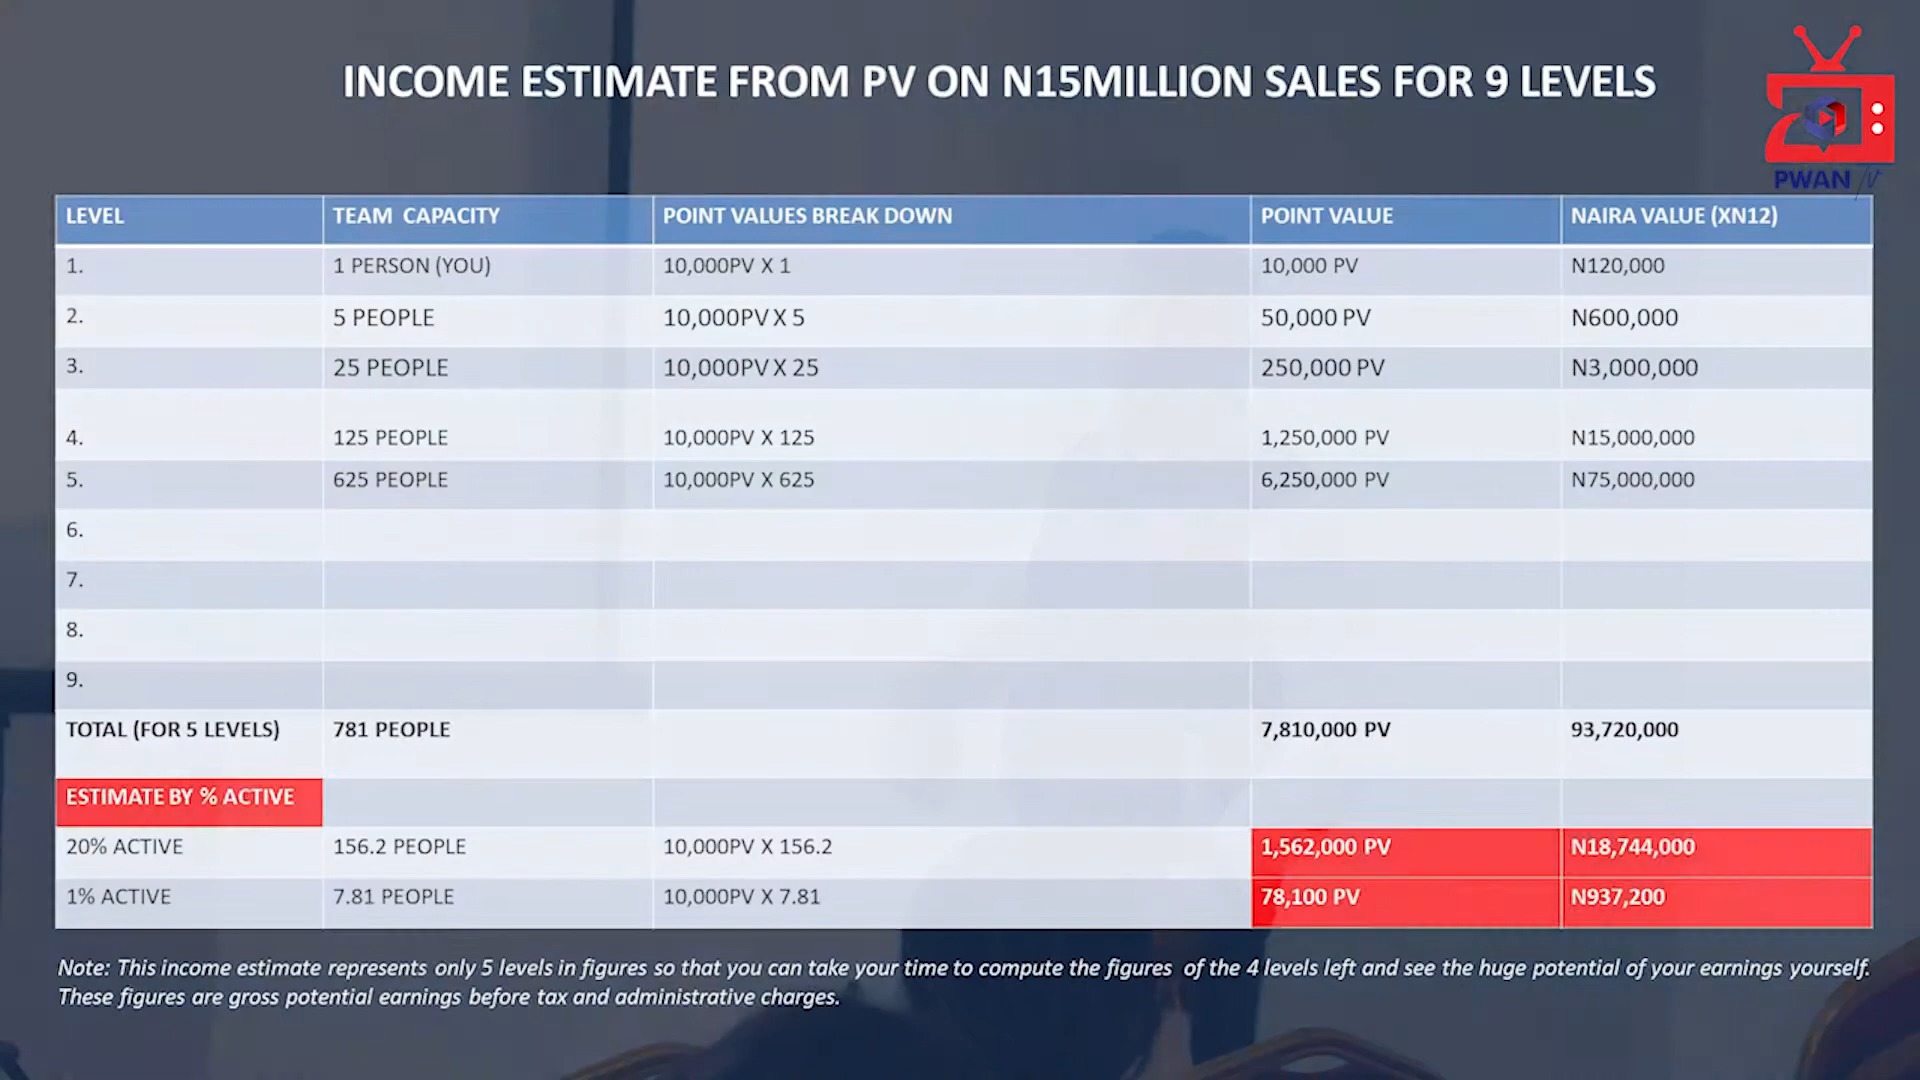 INCOME ESTIMATE FROM PV ON N15MILLION SALES FOR 9 LEVELS
PWAN TV
LEVEL TEAM CAPACITY POINT VALUES BREAK DOWN POINT VALUE NAIRA VALUE (XN12)
1. 1 PERSON (YOU) 10,000PV X 1 10,000 PV N120,000
2. 5 PEOPLE 10,000PV X 5 50,000 PV N600,000
3. 25 PEOPLE 10,000PV X 25 250,000 PV N3,000,000
4. 125 PEOPLE 10,000PV X 125 1,250,000 PV N15,000,000
5. 625 PEOPLE 10,000PV X 625 6,250,000 PV N75,000,000
6.
7.
8.
9.
TOTAL (FOR 5 LEVELS) 781 PEOPLE 7,810,000 PV 93,720,000
ESTIMATE BY % ACTIVE
20% ACTIVE 156.2 PEOPLE 10,000PV X 156.2 1,562,000 PV N18,744,000
1% ACTIVE 7.81 PEOPLE 10,000PV X 7.81 78,100 PV N937,200
Note: This income estimate represents only 5 levels in figures so that you can take your time to compute the figures of the 4 levels left and see the huge potential of your earnings yourself.
These figures are gross potential earnings before tax and administrative charges.